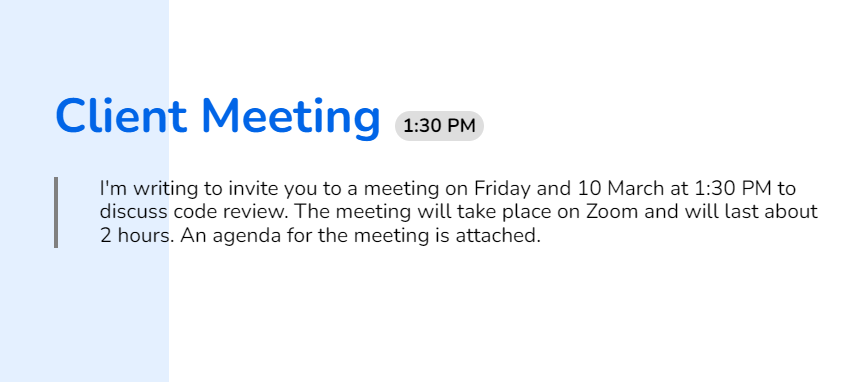 Client Meeting 1:30 PM
I'm writing to invite you to a meeting on Friday and 10 March at 1:30 PM to
discuss code review. The meeting will take place on Zoom and will last about
2 hours. An agenda for the meeting is attached.